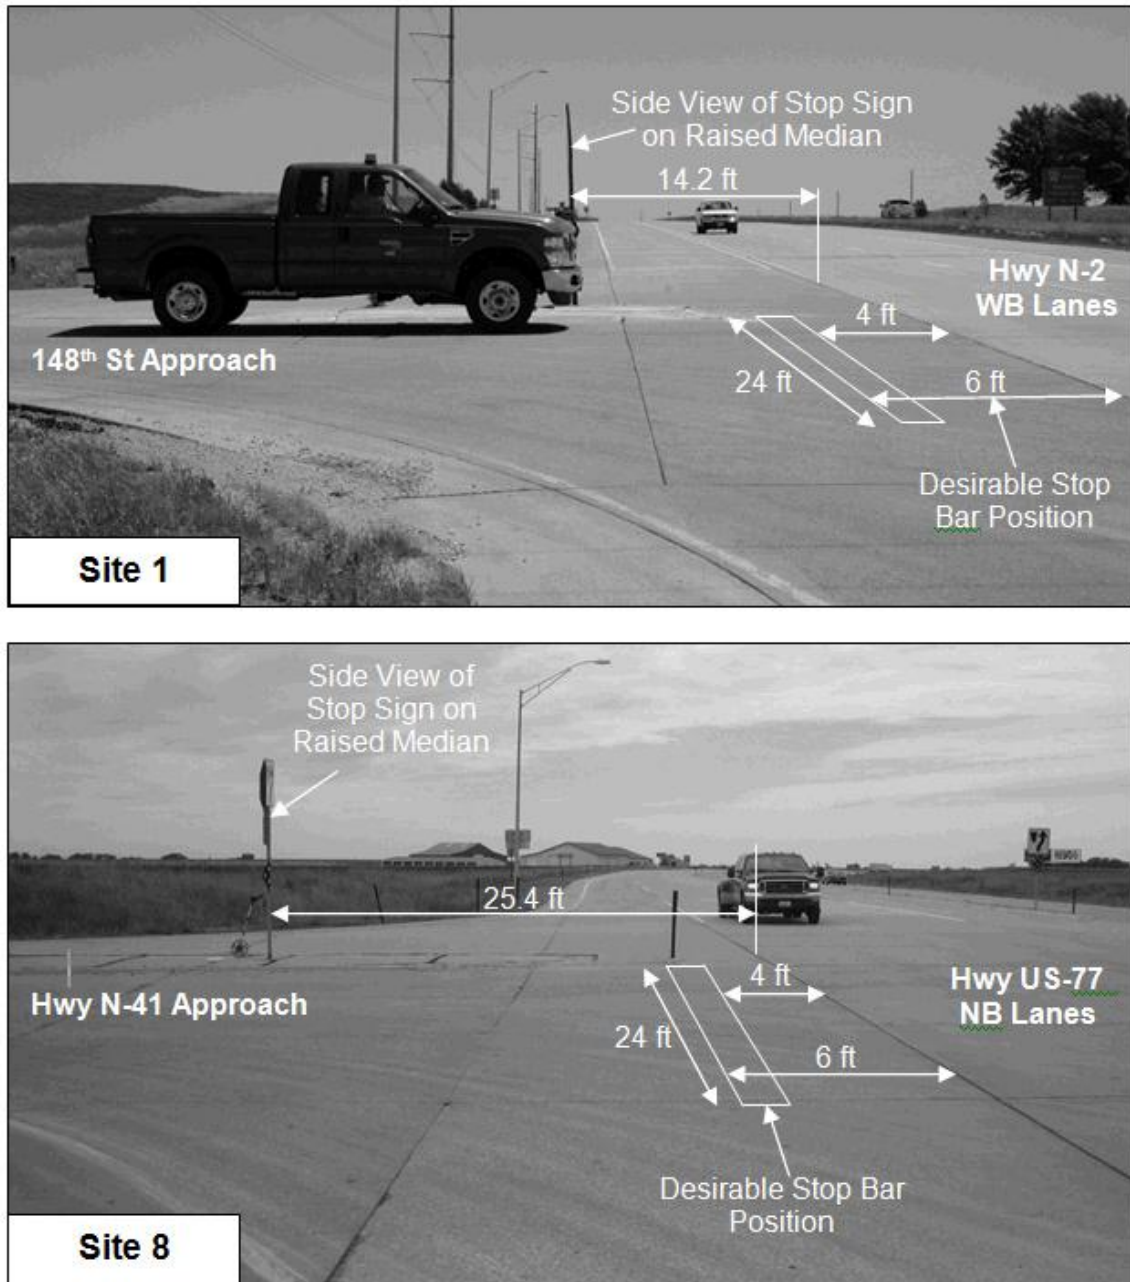 Side View of Stop Sign
on Raised Median
14.2 ft
Hwy N-2
WB Lanes
4 ft
148th St Approach
24 ft
6 ft
Desirable Stop
Bar Position
Site 1
Side View of
Stop Sign on
Raised Median
25.4 ft
Hwy N-41 Approach
4 ft
Hwy US-77
NB Lanes
24 ft
6 ft
Desirable Stop Bar
Position
Site 8